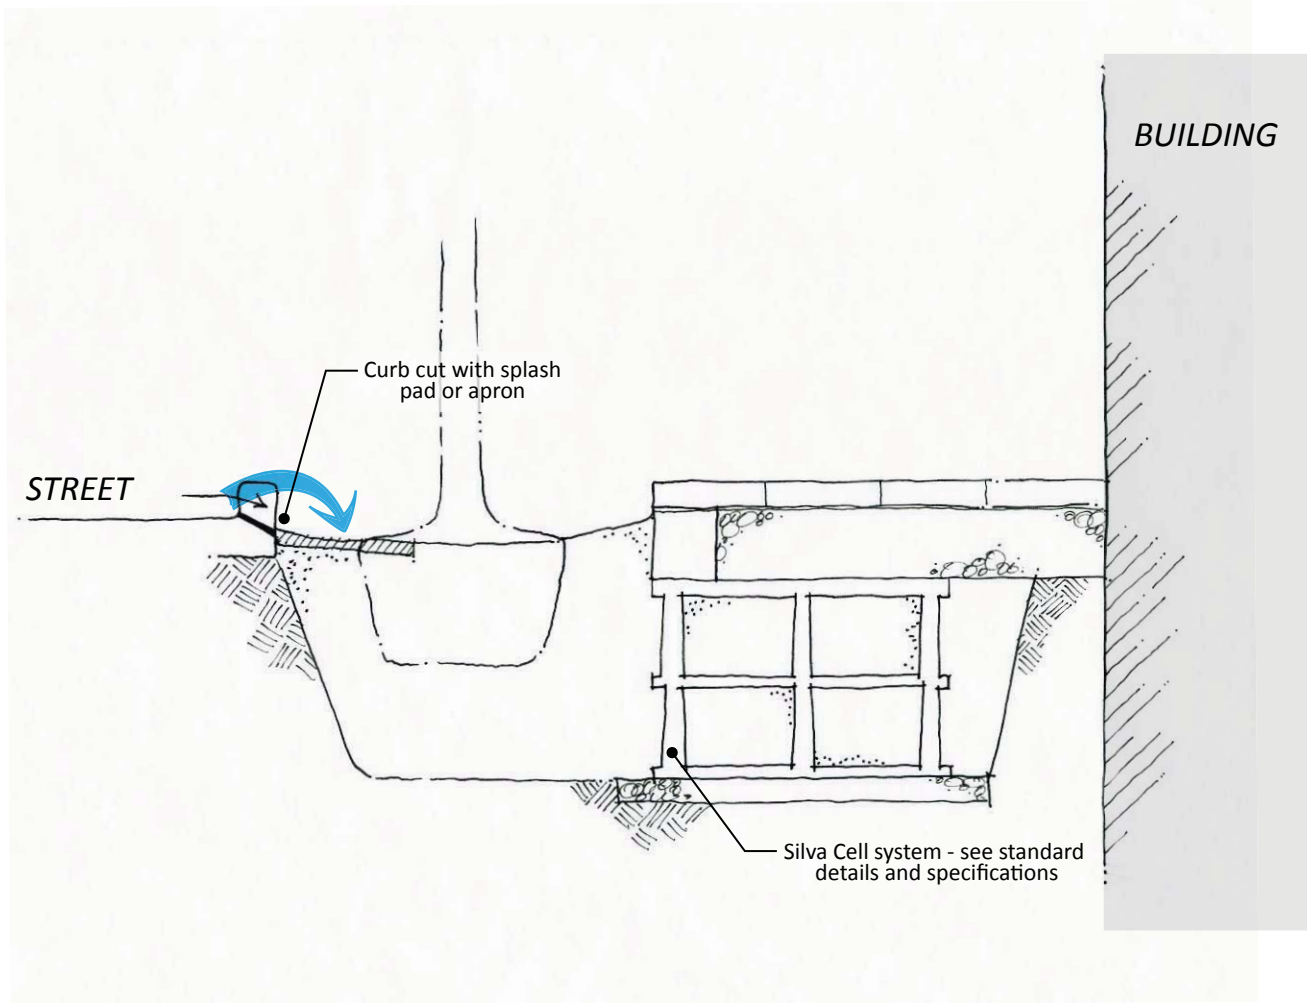 BUILDING
Curb cut with splash
pad or apron
STREET
Silva Cell system - see standard
details and specifications